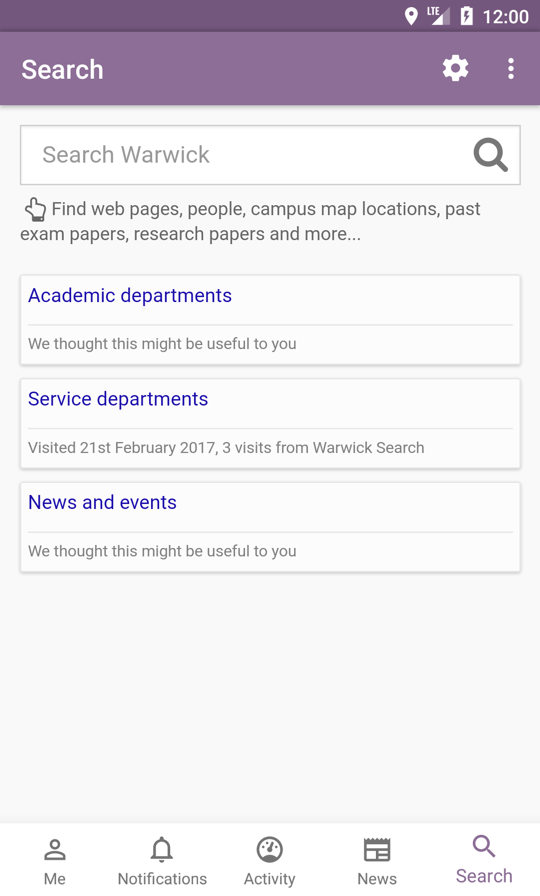 LTE 12:00
Search
Search Warwick
Find web pages, people, campus map locations, past
exam papers, research papers and more...
Academic departments
We thought this might be useful to you
Service departments
Visited 21st February 2017, 3 visits from Warwick Search
News and events
We thought this might be useful to you
Me Notifications Activity News Search